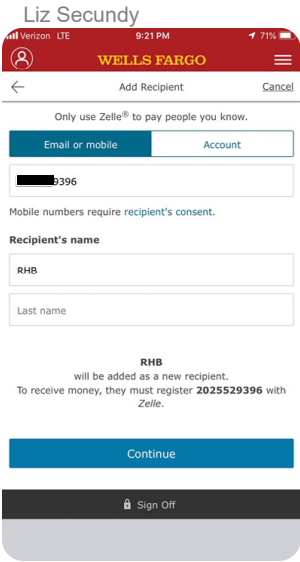 Liz Secundy
Verizon LTE 9:21 PM 71%
WELLS FARGO
Add Recipient Cancel
Only use Zelle® to pay people you know.
Email or mobile Account
9396
Mobile numbers require recipient's consent.
Recipient's name
RHB
Last name
RHB
will be added as a new recipient.
To receive money, they must register 2025529396 with
Zelle.
Continue
Sign Off